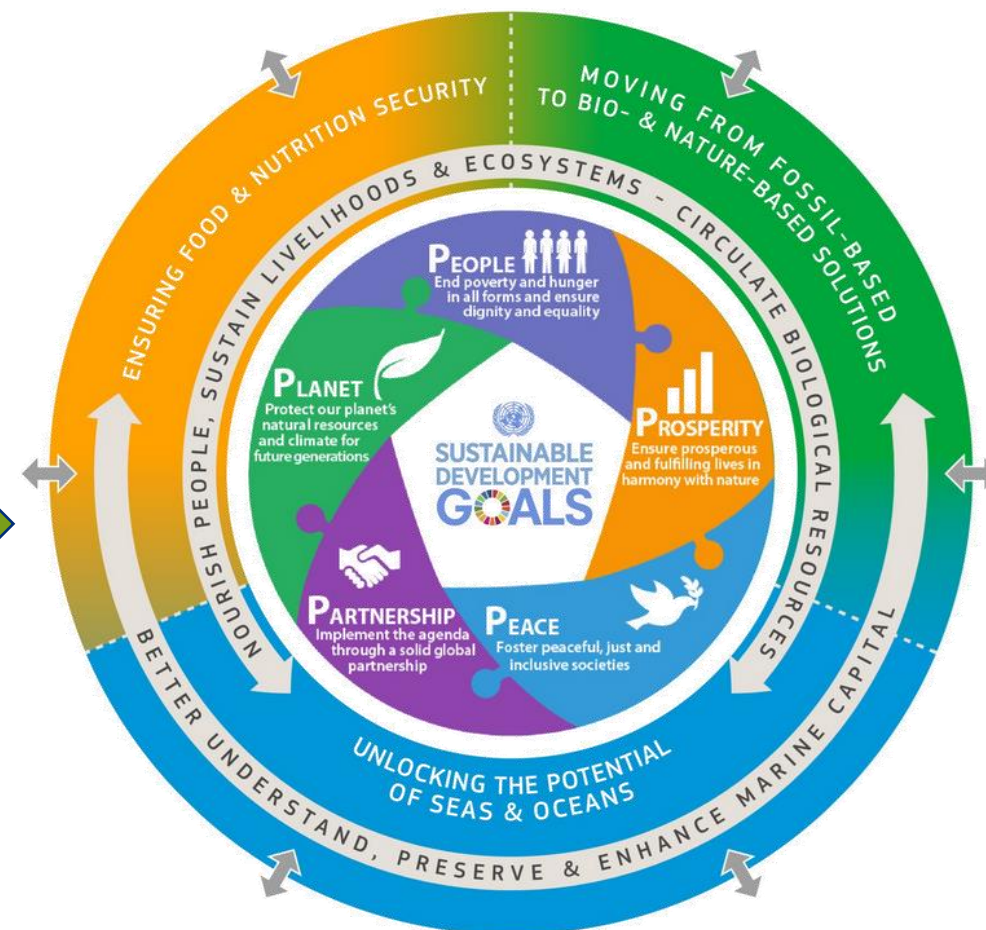 ENSURING FOOD & NUTRITION SECURITY
MOVING FROM FOSSIL-BASED
TO BIO- & NATURE-BASED SOLUTIONS
NOURISH PEOPLE, SUSTAIN LIVELIHOODS & ECOSYSTEMS - CIRCULATE BIOLOGICAL RESOURCES
PEOPLE
End poverty and hunger
in all forms and ensure
dignity and equality
PLANET
Protect our planet's
natural resources
and climate for
future generations
PROSPERITY
Ensure prosperous
and fulfilling lives in
harmony with nature
SUSTAINABLE
DEVELOPMENT
GOALS
PARTNERSHIP
Implement the agenda
through a solid global
partnership
PEACE
Foster peaceful, just and
inclusive societies
UNLOCKING THE POTENTIAL
OF SEAS & OCEANS
BETTER UNDERSTAND, PRESERVE & ENHANCE MARINE CAPITAL